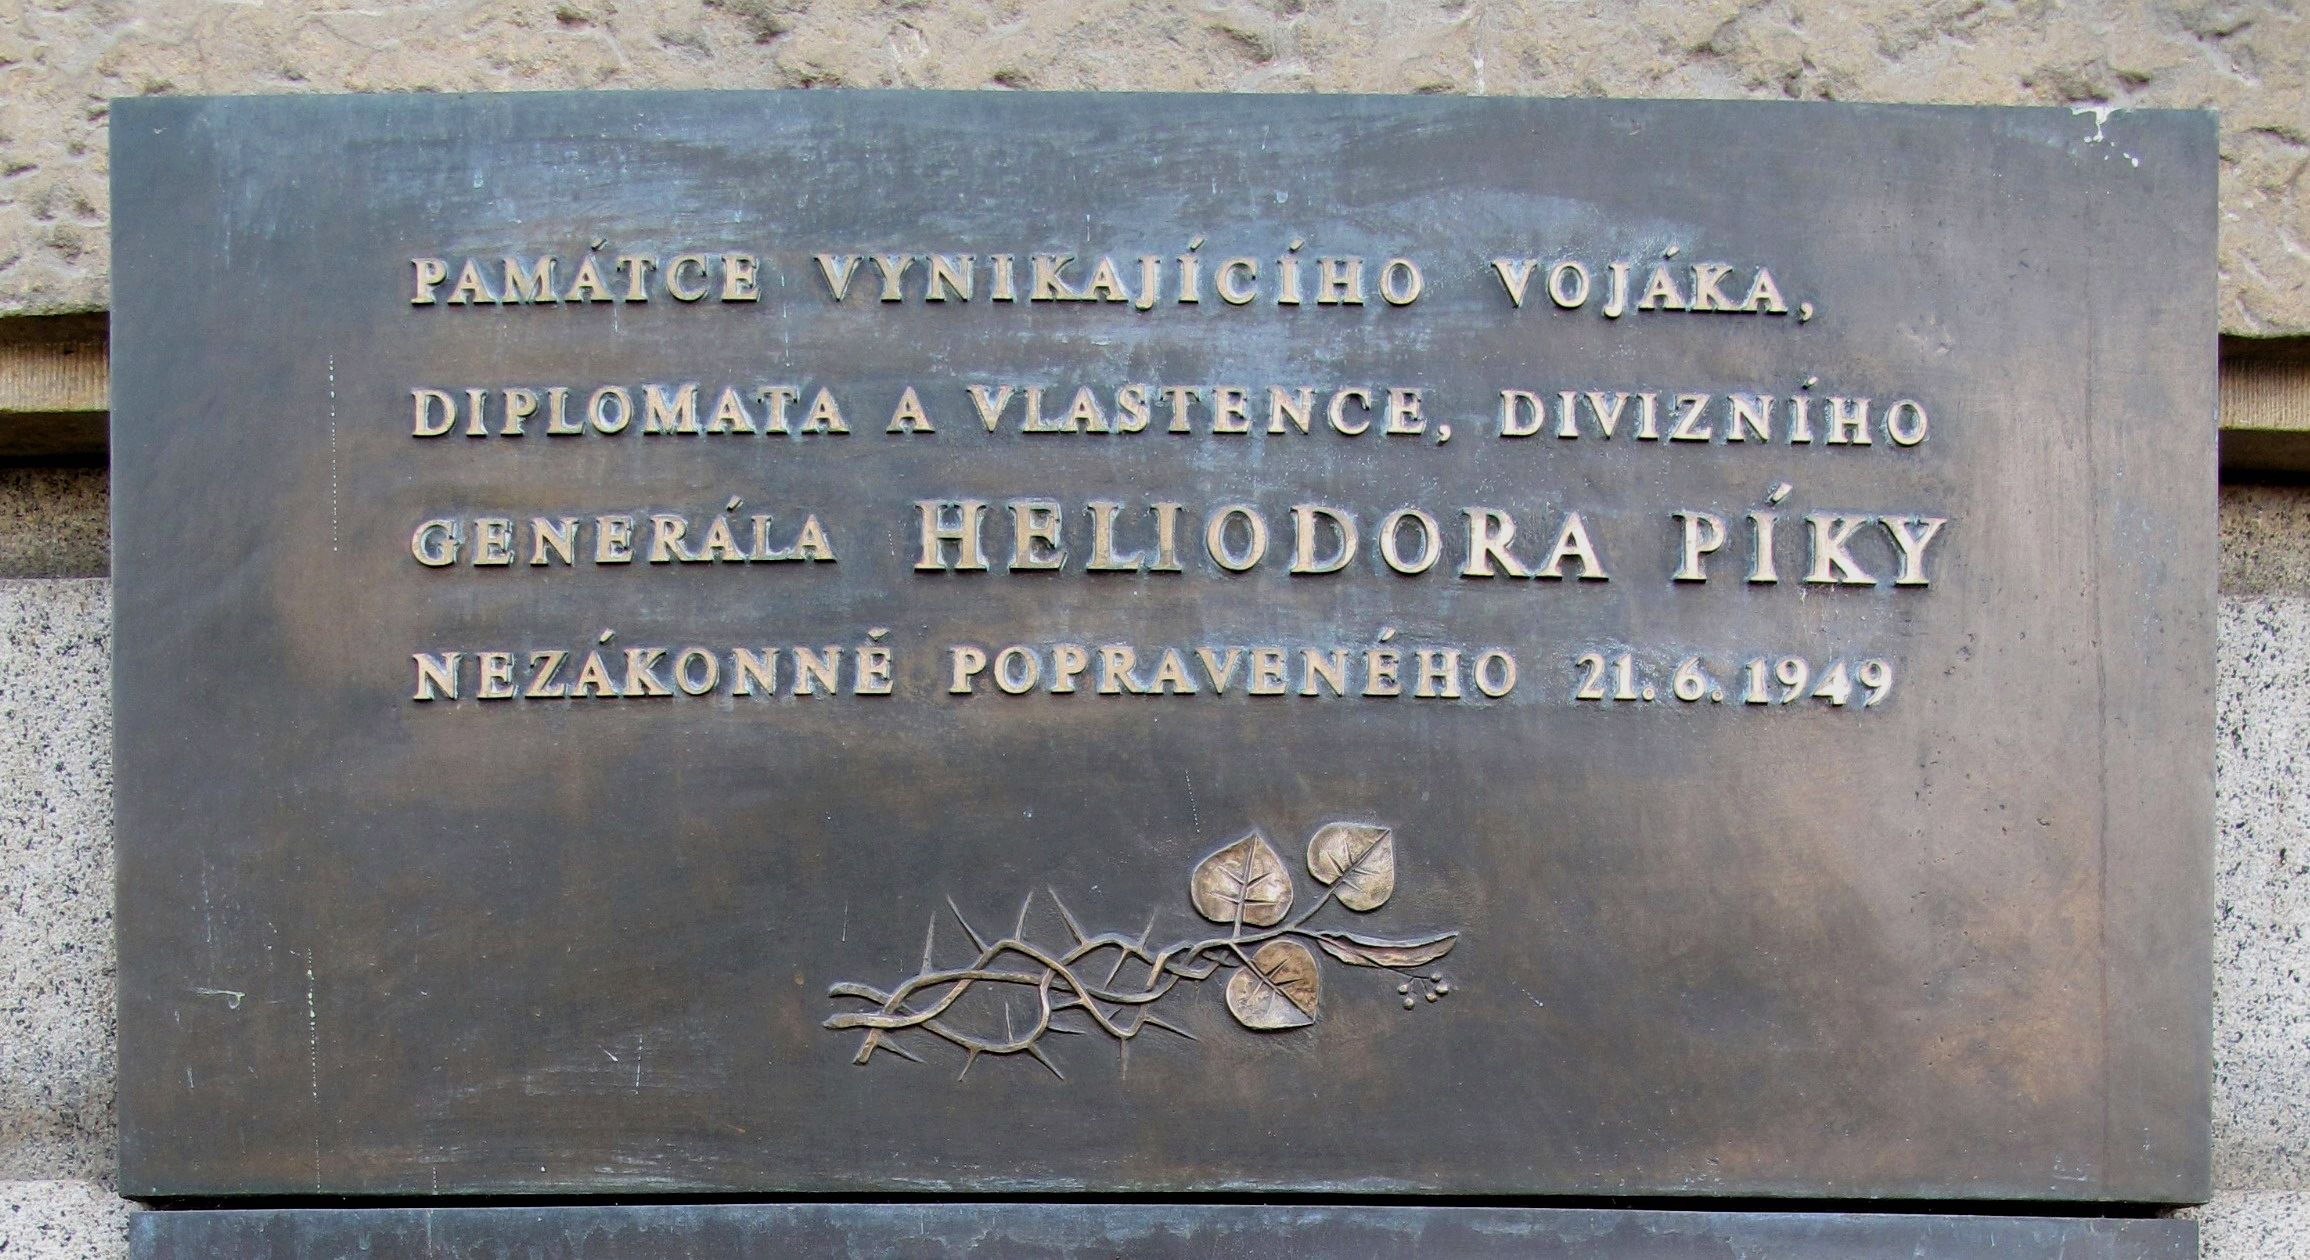 PAMÁTCE VYNIKAJÍCÍHO VOJÁKA,
DIPLOMATA A VLASTENCE, DIVIZNÍHO
GENERÁLA HELIODORA PÍKY
NEZÁKONNĚ POPRAVENÉHO 21.6.1949